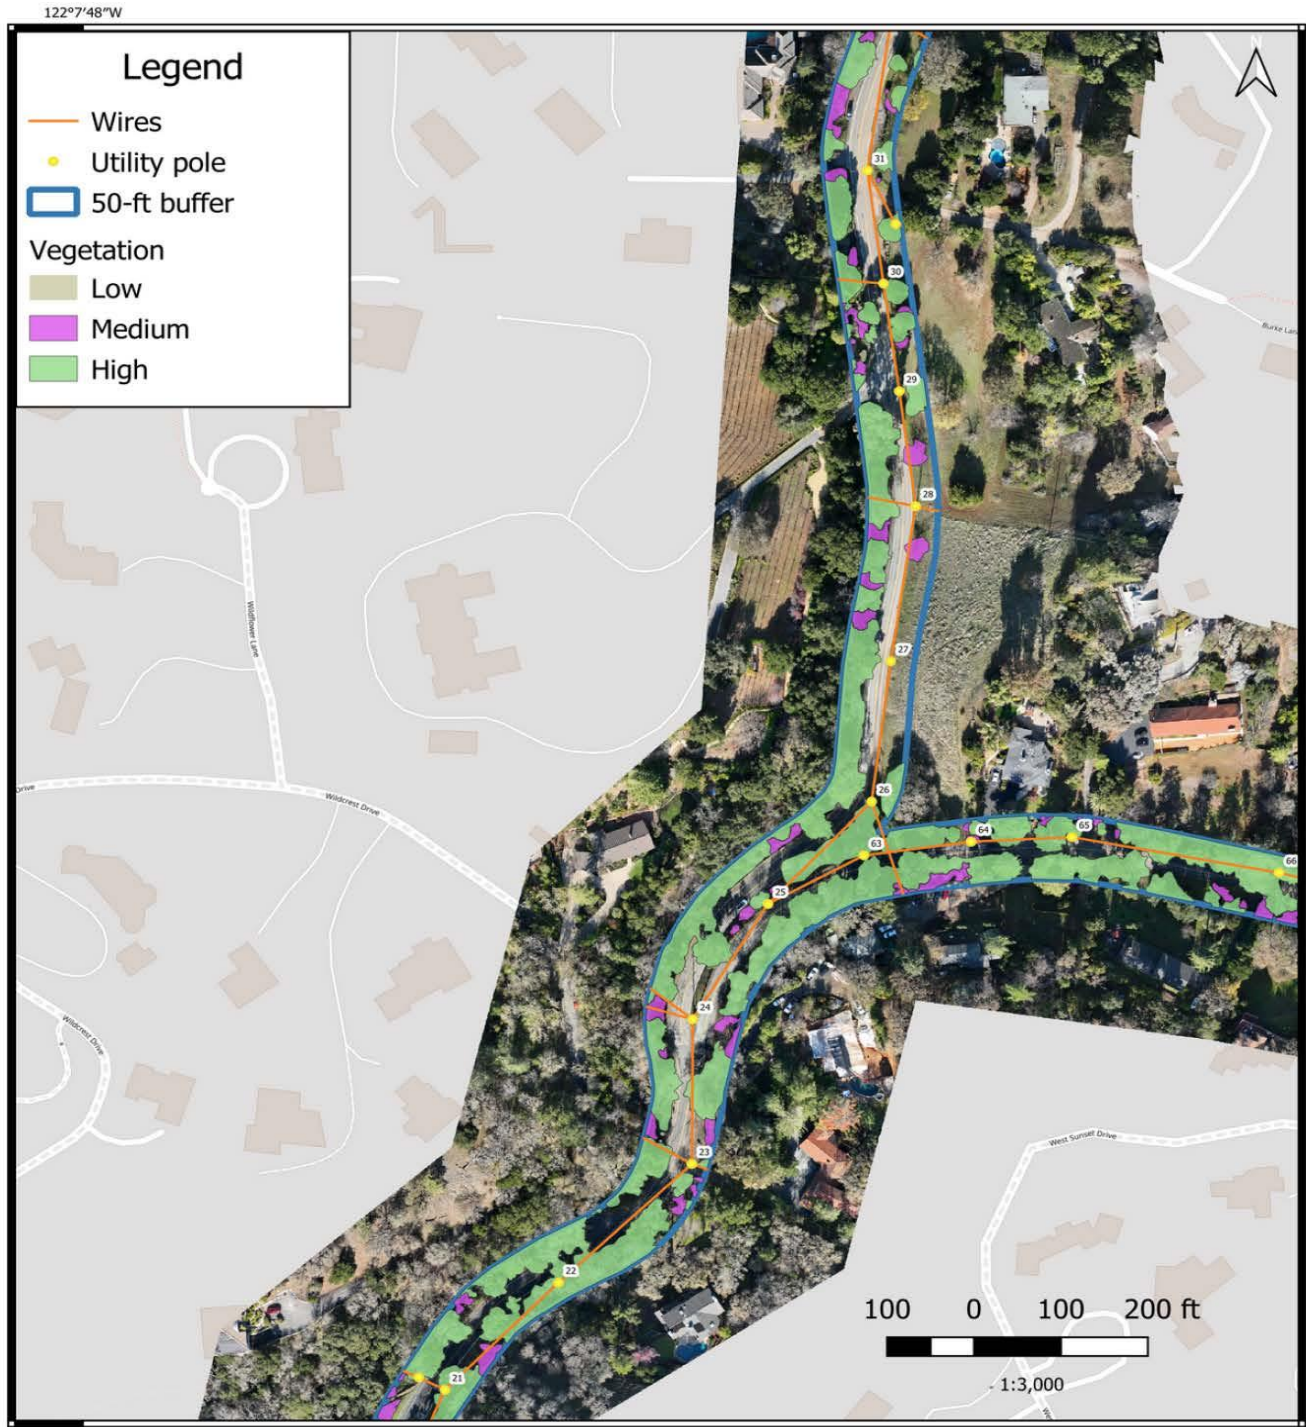 122°7'48"W
Legend
Wires
Utility pole
50-ft buffer
Vegetation
Low
Medium
High
N
31
30
Burke Lan
29
28
Wildflower Lane
27
26
Drive
Wildcrest Drive
64
65
63
66
25
24
Wildcrest Drive
West Sunset Drive
23
22
100 0 100 200 ft
21
1:3,000
We